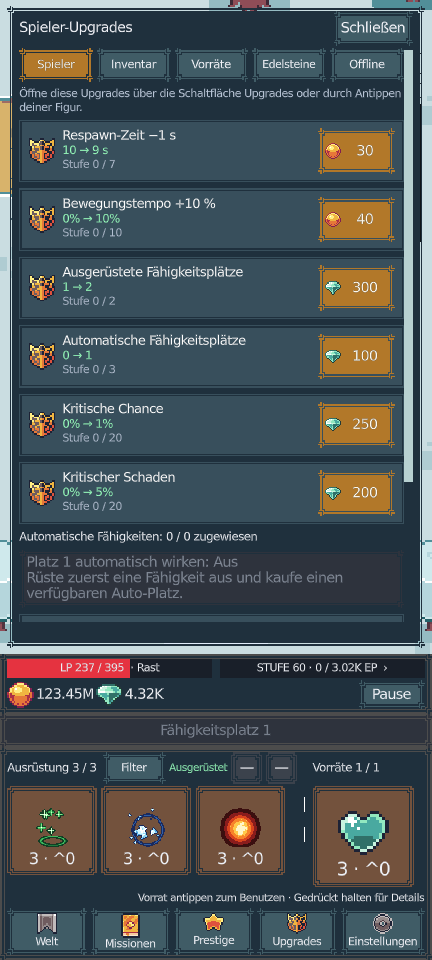 Spieler-Upgrades
Schließen
Spieler
Inventar
Vorräte
Edelsteine
Offline
Öffne diese Upgrades über die Schaltfläche Upgrades oder durch Antippen
deiner Figur.
Respawn-Zeit −1 s
10 → 9 s
Stufe 0 / 7
30
Bewegungstempo +10 %
0% → 10%
Stufe 0 / 10
40
Ausgerüstete Fähigkeitsplätze
1 → 2
Stufe 0 / 2
300
Automatische Fähigkeitsplätze
0 → 1
Stufe 0 / 3
100
Kritische Chance
0% → 1%
Stufe 0 / 20
250
Kritischer Schaden
0% → 5%
Stufe 0 / 20
200
Automatische Fähigkeiten: 0 / 0 zugewiesen
Platz 1 automatisch wirken: Aus
Rüste zuerst eine Fähigkeit aus und kaufe einen
verfügbaren Auto-Platz.
LP 237 / 395 · Rast
STUFE 60 · 0 / 3.02K EP ›
123.45M
4.32K
Pause
Fähigkeitsplatz 1
Ausrüstung 3 / 3
Filter
Ausgerüstet
—
—
Vorräte 1 / 1
3 · ^0
3 · ^0
3 · ^0
3 · ^0
Vorrat antippen zum Benutzen · Gedrückt halten für Details
Welt
Missionen
Prestige
Upgrades
Einstellungen